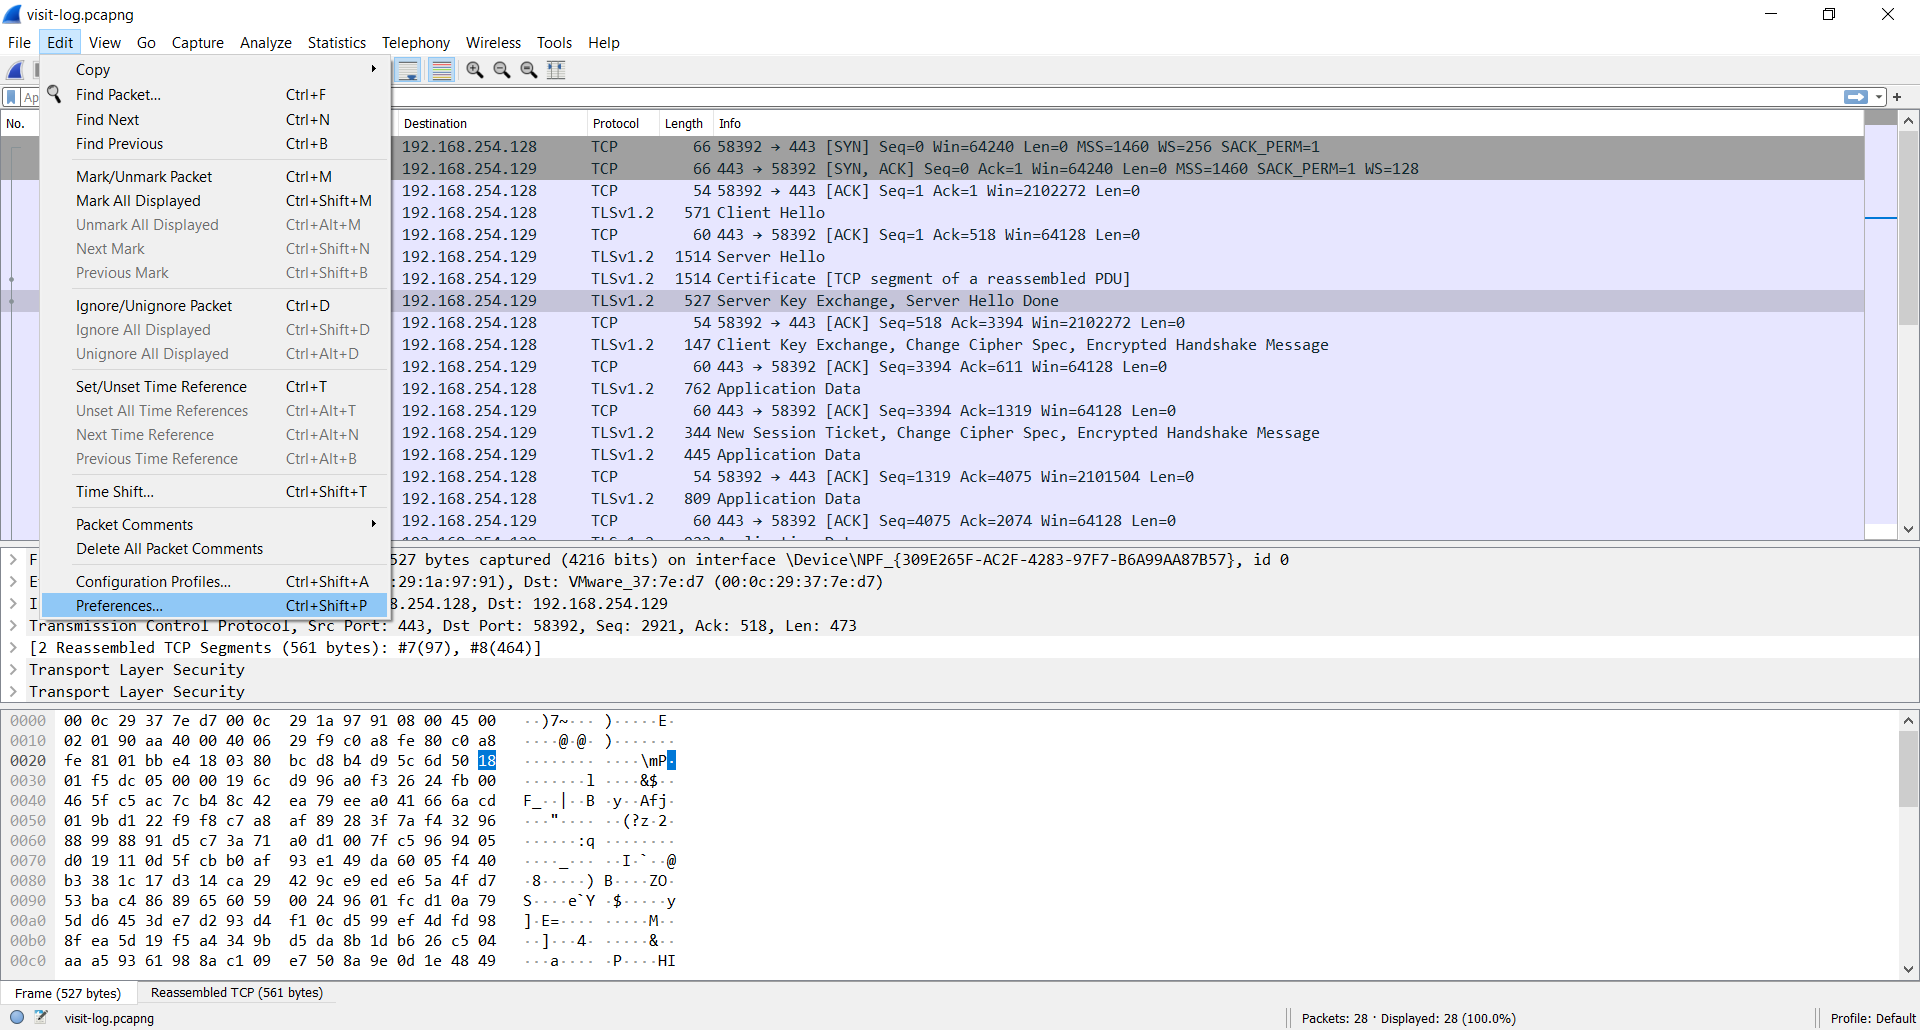 visit-log.pcapng
File Edit View Go Capture Analyze Statistics Telephony Wireless Tools Help
Copy
Find Packet... Ctrl+F
Find Next Ctrl+N
Find Previous Ctrl+B
Mark/Unmark Packet Ctrl+M
Mark All Displayed Ctrl+Shift+M
Unmark All Displayed Ctrl+Alt+M
Next Mark Ctrl+Shift+N
Previous Mark Ctrl+Shift+B
Ignore/Unignore Packet Ctrl+D
Ignore All Displayed Ctrl+Shift+D
Unignore All Displayed Ctrl+Alt+D
Set/Unset Time Reference Ctrl+T
Unset All Time References Ctrl+Alt+T
Next Time Reference Ctrl+Alt+N
Previous Time Reference Ctrl+Alt+B
Time Shift... Ctrl+Shift+T
Packet Comments
Delete All Packet Comments
Configuration Profiles... Ctrl+Shift+A
Preferences... Ctrl+Shift+P
Ap
No. Destination Protocol Length Info
192.168.254.128 TCP 66 58392 → 443 [SYN] Seq=0 Win=64240 Len=0 MSS=1460 WS=256 SACK_PERM=1
192.168.254.129 TCP 66 443 → 58392 [SYN, ACK] Seq=0 Ack=1 Win=64240 Len=0 MSS=1460 SACK_PERM=1 WS=128
192.168.254.128 TCP 54 58392 → 443 [ACK] Seq=1 Ack=1 Win=2102272 Len=0
192.168.254.128 TLSv1.2 571 Client Hello
192.168.254.129 TCP 60 443 → 58392 [ACK] Seq=1 Ack=518 Win=64128 Len=0
192.168.254.129 TLSv1.2 1514 Server Hello
192.168.254.129 TLSv1.2 1514 Certificate [TCP segment of a reassembled PDU]
192.168.254.129 TLSv1.2 527 Server Key Exchange, Server Hello Done
192.168.254.128 TCP 54 58392 → 443 [ACK] Seq=518 Ack=3394 Win=2102272 Len=0
192.168.254.128 TLSv1.2 147 Client Key Exchange, Change Cipher Spec, Encrypted Handshake Message
192.168.254.129 TCP 60 443 → 58392 [ACK] Seq=3394 Ack=611 Win=64128 Len=0
192.168.254.128 TLSv1.2 762 Application Data
192.168.254.129 TCP 60 443 → 58392 [ACK] Seq=3394 Ack=1319 Win=64128 Len=0
192.168.254.129 TLSv1.2 344 New Session Ticket, Change Cipher Spec, Encrypted Handshake Message
192.168.254.129 TLSv1.2 445 Application Data
192.168.254.128 TCP 54 58392 → 443 [ACK] Seq=1319 Ack=4075 Win=2101504 Len=0
192.168.254.128 TLSv1.2 809 Application Data
192.168.254.129 TCP 60 443 → 58392 [ACK] Seq=4075 Ack=2074 Win=64128 Len=0
F 527 bytes captured (4216 bits) on interface \Device\NPF_{309E265F-AC2F-4283-97F7-B6A99AA87B57}, id 0
E :29:1a:97:91), Dst: VMware_37:7e:d7 (00:0c:29:37:7e:d7)
I 8.254.128, Dst: 192.168.254.129
Transmission Control Protocol, Src Port: 443, Dst Port: 58392, Seq: 2921, Ack: 518, Len: 473
[2 Reassembled TCP Segments (561 bytes): #7(97), #8(464)]
Transport Layer Security
Transport Layer Security
0000 00 0c 29 37 7e d7 00 0c 29 1a 97 91 08 00 45 00 ··)7~··· )·····E·
0010 02 01 90 aa 40 00 40 06 29 f9 c0 a8 fe 80 c0 a8 ····@·@· )·······
0020 fe 81 01 bb e4 18 03 80 bc d8 b4 d9 5c 6d 50 18 ········ ····\mP·
0030 01 f5 dc 05 00 00 19 6c d9 96 a0 f3 26 24 fb 00 ·······l ····&$··
0040 46 5f c5 ac 7c b4 8c 42 ea 79 ee a0 41 66 6a cd F_··|··B ·y··Afj·
0050 01 9b d1 22 f9 f8 c7 a8 af 89 28 3f 7a f4 32 96 ···"···· ··(?z·2·
0060 88 99 88 91 d5 c7 3a 71 a0 d1 00 7f c5 96 94 05 ······:q ········
0070 d0 19 11 0d 5f cb b0 af 93 e1 49 da 60 05 f4 40 ····_··· ··I·`··@
0080 b3 38 1c 17 d3 14 ca 29 42 9c e9 ed e6 5a 4f d7 ·8·····) B····ZO·
0090 53 ba c4 86 89 65 60 59 00 24 96 01 fc d1 0a 79 S····e`Y ·$·····y
00a0 5d d6 45 3d e7 d2 93 d4 f1 0c d5 99 ef 4d fd 98 ]·E=···· ·····M··
00b0 8f ea 5d 19 f5 a4 34 9b d5 da 8b 1d b6 26 c5 04 ··]···4· ·····&··
00c0 aa a5 93 61 98 8a c1 09 e7 50 8a 9e 0d 1e 48 49 ···a···· ·P····HI
Frame (527 bytes) Reassembled TCP (561 bytes)
visit-log.pcapng Packets: 28 · Displayed: 28 (100.0%) Profile: Default